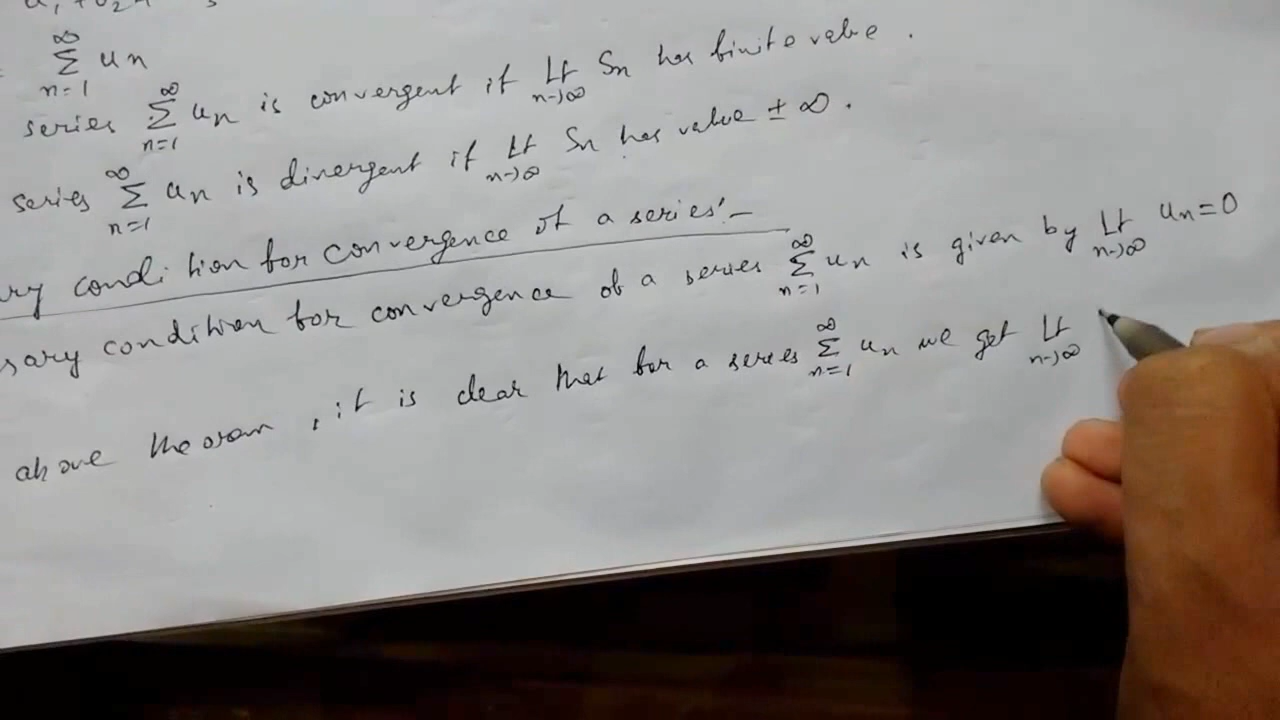 ∞ Σ n=1 un
series ∞ Σ n=1 un is convergent if Lt n→∞ Sn has finite value .
series ∞ Σ n=1 un is divergent if Lt n→∞ Sn has value ± ∞ .
ry condition for convergence of a series:-
sary condition for convergence of a series ∞ Σ n=1 un is given by Lt n→∞ un=0
above theorem , it is clear that for a series ∞ Σ n=1 un we get Lt n→∞